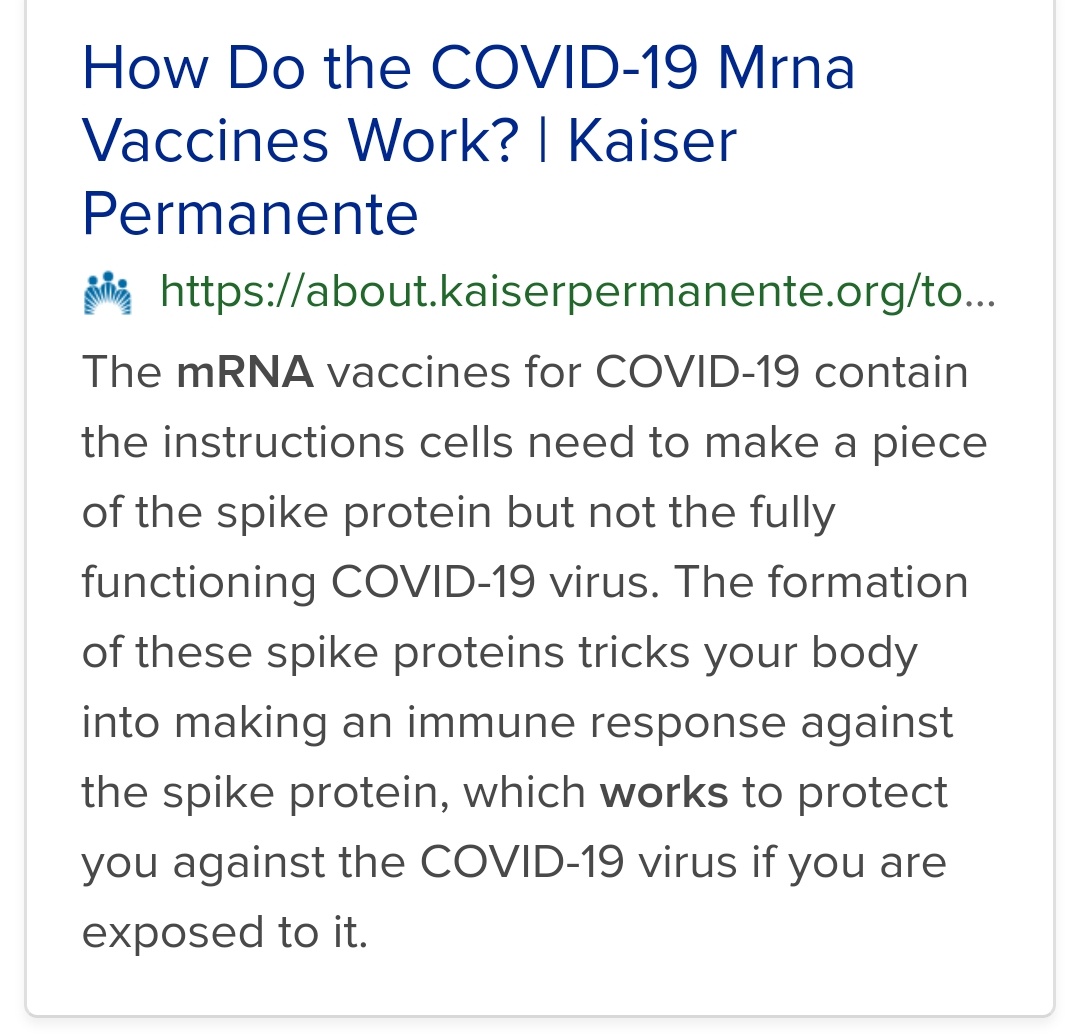 How Do the COVID-19 Mrna
Vaccines Work? | Kaiser
Permanente
https://about.kaiserpermanente.org/to...
The mRNA vaccines for COVID-19 contain
the instructions cells need to make a piece
of the spike protein but not the fully
functioning COVID-19 virus. The formation
of these spike proteins tricks your body
into making an immune response against
the spike protein, which works to protect
you against the COVID-19 virus if you are
exposed to it.